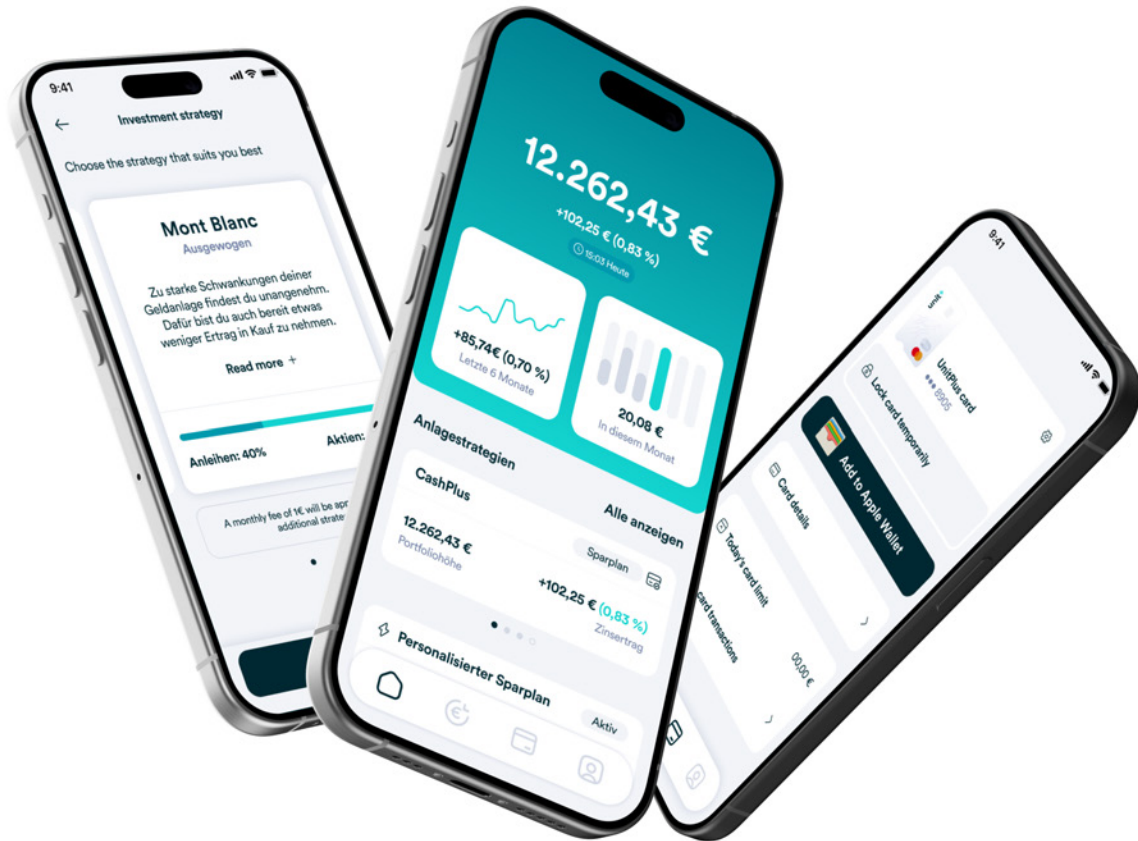 9:41
Investment strategy
Choose the strategy that suits you best
Mont Blanc
Ausgewogen
Zu starke Schwankungen deiner
Geldanlage findest du unangenehm.
Dafür bist du auch bereit etwas
weniger Ertrag in Kauf zu nehmen.
Read more +
Anleihen: 40%
Aktien:
A monthly fee of 1€ will be
additional
12.262,43 €
+102,25 € (0,83 %)
15:03 Heute
+85,74€ (0,70 %)
Letzte 6 Monate
20,08 €
In diesem Monat
Anlagestrategien
Alle anzeigen
CashPlus
Sparplan
12.262,43 €
Portfoliohöhe
+102,25 € (0,83 %)
Zinsertrag
Personalisierter Sparplan
Aktiv
9:41
unit+
UnitPlus card
8905
Lock card temporarily
Add to Apple Wallet
Card details
Today's card limit
00,00 €
card transactions